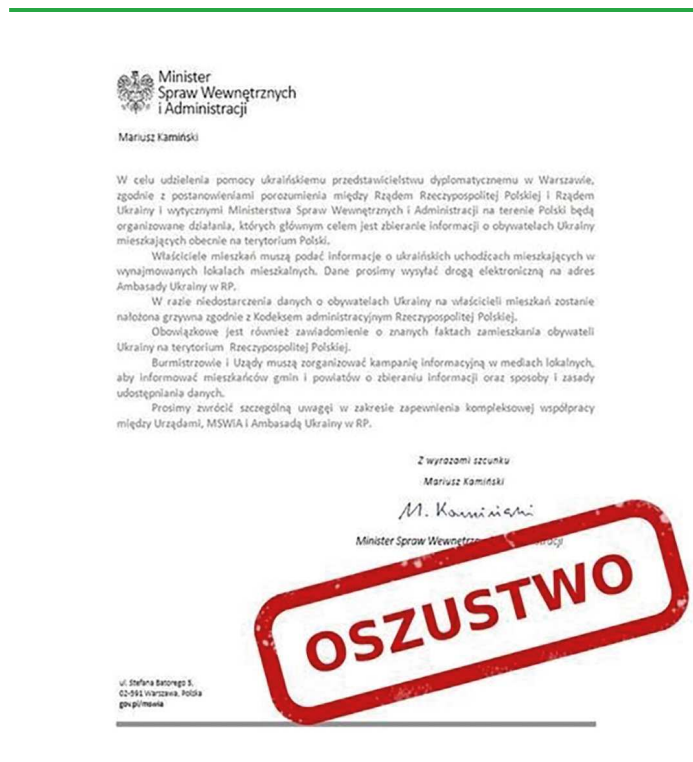 Minister
Spraw Wewnętrznych
i Administracji
Mariusz Kamiński
W celu udzielenia pomocy ukraińskiemu przedstawicielstwu dyplomatycznemu w Warszawie,
zgodnie z postanowieniami porozumienia między Rządem Rzeczypospolitej Polskiej i Rządem
Ukrainy i wytycznymi Ministerstwa Spraw Wewnętrznych i Administracji na terenie Polski będą
organizowane działania, których głównym celem jest zbieranie informacji o obywatelach Ukrainy
mieszkających obecnie na terytorium Polski.
Właściciele mieszkań muszą podać informacje o ukraińskich uchodźcach mieszkających w
wynajmowanych lokalach mieszkalnych. Dane prosimy wysyłać drogą elektroniczną na adres
Ambasady Ukrainy w RP.
W razie niedostarczenia danych o obywatelach Ukrainy na właścicieli mieszkań zostanie
nałożona grzywna zgodnie z Kodeksem administracyjnym Rzeczypospolitej Polskiej.
Obowiązkowe jest również zawiadomienie o znanych faktach zamieszkania obywateli
Ukrainy na terytorium Rzeczypospolitej Polskiej.
Burmistrzowie i Uządy muszą zorganizować kampanię informacyjną w mediach lokalnych,
aby informować mieszkańców gmin i powiatów o zbieraniu informacji oraz sposoby i zasady
udostępniania danych.
Prosimy zwrócić szczególną uwagęi w zakresie zapewnienia kompleksowej współpracy
między Urządami, MSWiA i Ambasadą Ukrainy w RP.
Z wyrazami szcunku
Mariusz Kamiński
M. Kamiński
Minister Spraw Wewnętrz
OSZUSTWO
ul. Stefana Batorego 5,
02-591 Warszawa, Polska
gov.pl/mswia